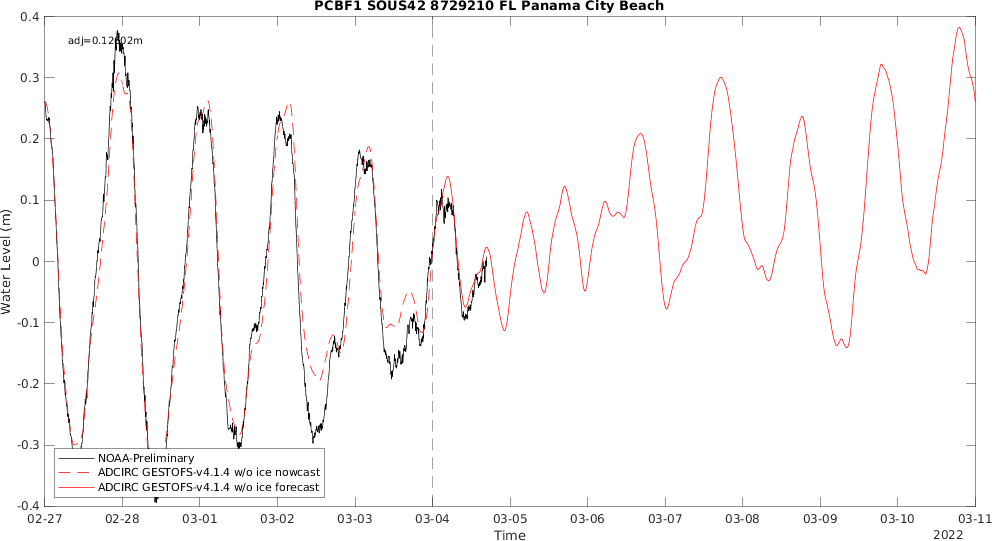 PCBF1 SOUS42 8729210 FL Panama City Beach
0.4
0.3
0.2
0.1
0
-0.1
-0.2
-0.3
-0.4
Water Level (m)
NOAA-Preliminary
ADCIRC GESTOFS-v4.1.4 w/o ice nowcast
ADCIRC GESTOFS-v4.1.4 w/o ice forecast
02-27 02-28 03-01 03-02 03-03 03-04 03-05 03-06 03-07 03-08 03-09 03-10 03-11
Time
2022